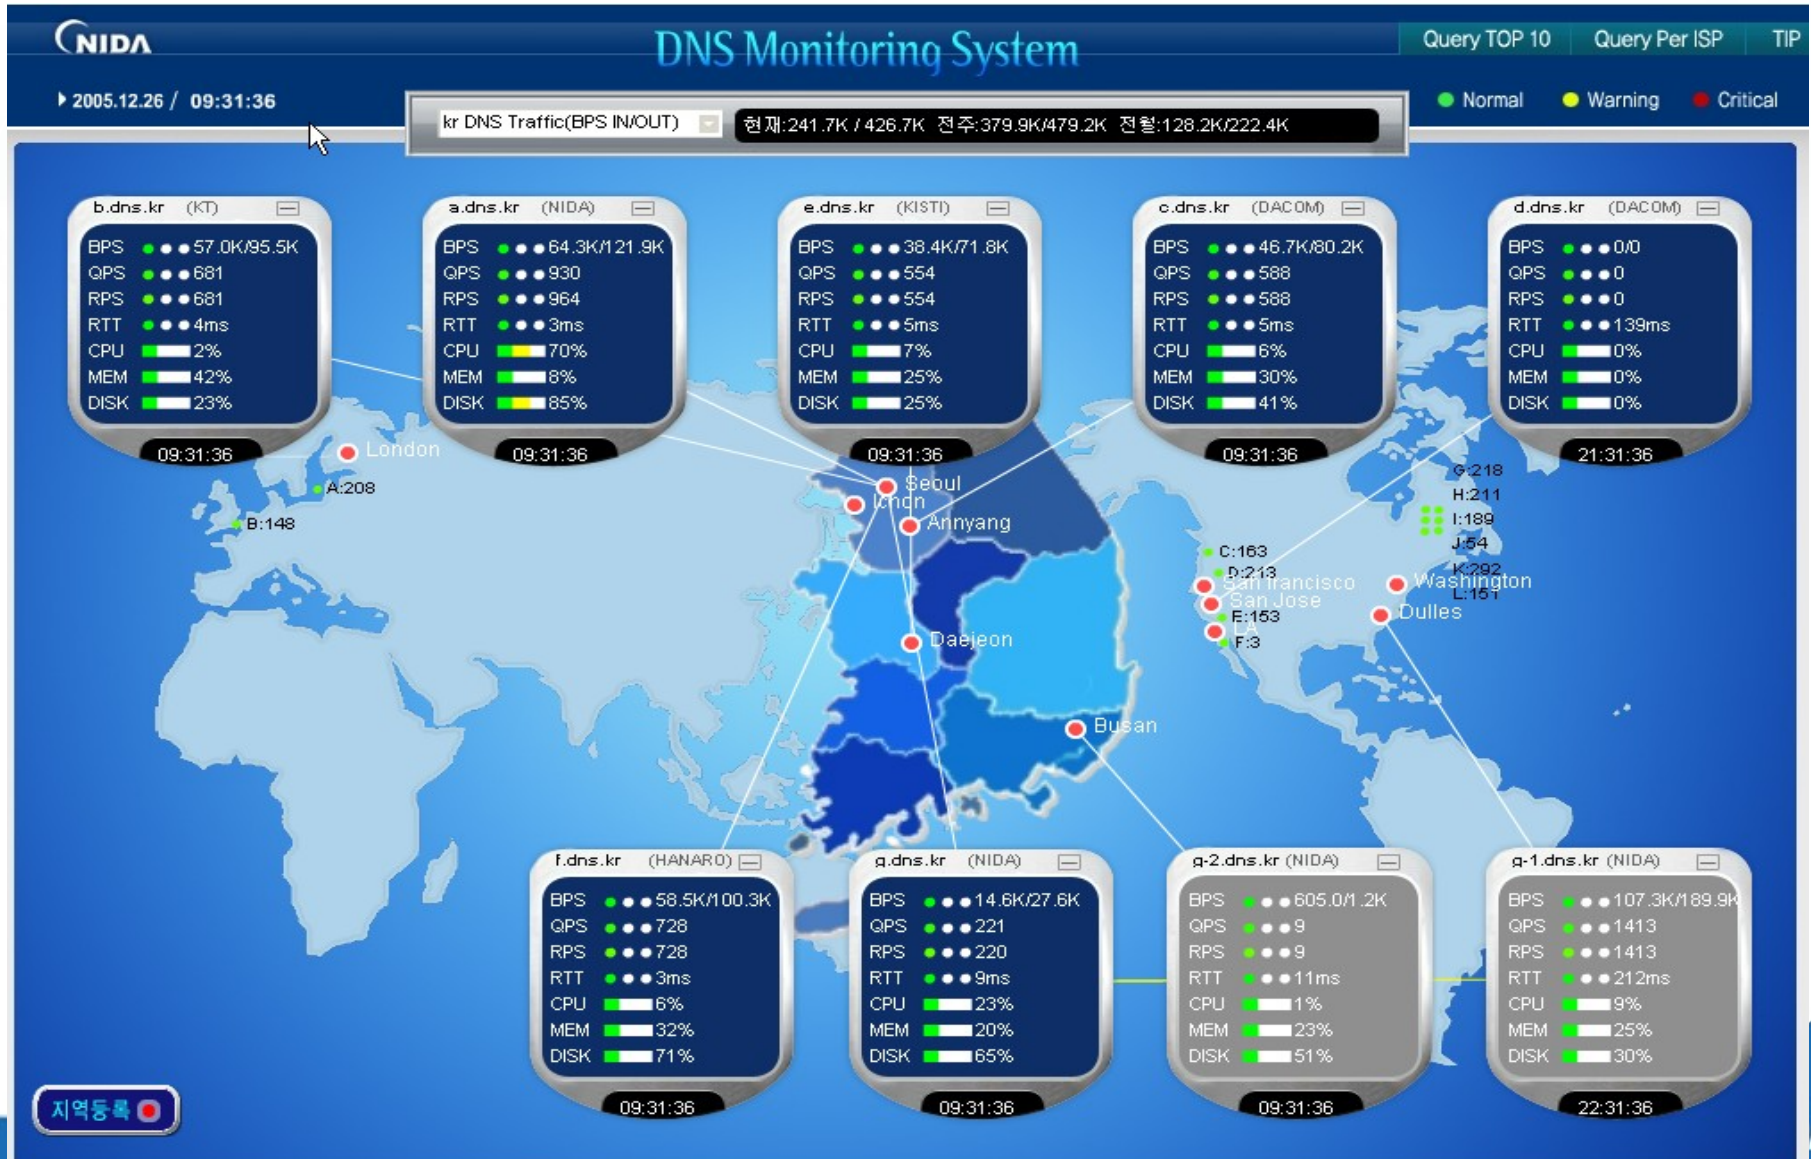 NIDA
DNS Monitoring System
Query TOP 10 Query Per ISP TIP
2005.12.26 / 09:31:36
Normal Warning Critical
kr DNS Traffic(BPS IN/OUT)
현재:241.7K / 426.7K 전주:379.9K/479.2K 전월:128.2K/222.4K
b.dns.kr (KT)
BPS 57.0K/95.5K
QPS 681
RPS 681
RTT 4ms
CPU 2%
MEM 42%
DISK 23%
09:31:36
a.dns.kr (NIDA)
BPS 64.3K/121.9K
QPS 930
RPS 964
RTT 3ms
CPU 70%
MEM 8%
DISK 85%
09:31:36
e.dns.kr (KISTI)
BPS 38.4K/71.8K
QPS 554
RPS 554
RTT 5ms
CPU 7%
MEM 25%
DISK 25%
09:31:36
c.dns.kr (DACOM)
BPS 46.7K/80.2K
QPS 588
RPS 588
RTT 5ms
CPU 6%
MEM 30%
DISK 41%
09:31:36
d.dns.kr (DACOM)
BPS 0/0
QPS 0
RPS 0
RTT 139ms
CPU 0%
MEM 0%
DISK 0%
21:31:36
London
A:208
B:148
Seoul
Ichon
Annyang
Daejeon
Busan
G:218
H:211
I:189
J:54
K:292
L:151
C:163
D:213
San francisco
San Jose
E:153
LA
F:3
Washington
Dulles
f.dns.kr (HANARO)
BPS 58.5K/100.3K
QPS 728
RPS 728
RTT 3ms
CPU 6%
MEM 32%
DISK 71%
09:31:36
g.dns.kr (NIDA)
BPS 14.6K/27.6K
QPS 221
RPS 220
RTT 9ms
CPU 23%
MEM 20%
DISK 65%
09:31:36
g-2.dns.kr (NIDA)
BPS 605.0/1.2K
QPS 9
RPS 9
RTT 11ms
CPU 1%
MEM 23%
DISK 51%
09:31:36
g-1.dns.kr (NIDA)
BPS 107.3K/189.9K
QPS 1413
RPS 1413
RTT 212ms
CPU 9%
MEM 25%
DISK 30%
22:31:36
지역등록